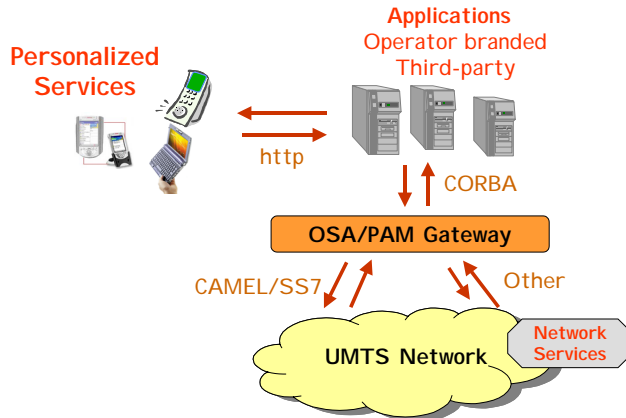 Applications
Operator branded
Third-party
Personalized
Services
http
CORBA
OSA/PAM Gateway
CAMEL/SS7
Other
UMTS Network
Network
Services